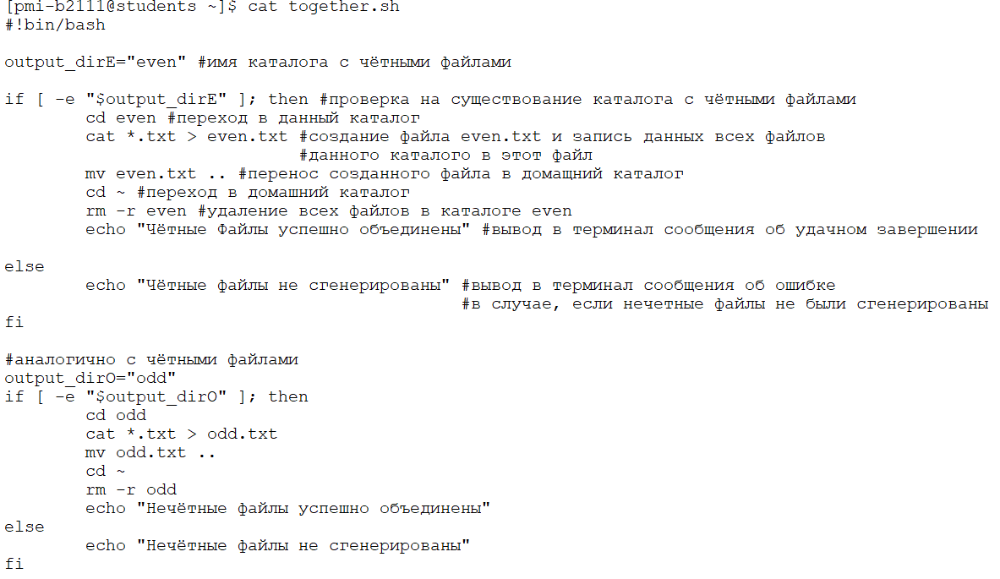 [pmi-b2111@students ~]$ cat together.sh
#!bin/bash
output_dirE="even" #имя каталога с чётными файлами
if [ -e "$output_dirE" ]; then #проверка на существование каталога с чётными файлами
cd even #переход в данный каталог
cat *.txt > even.txt #создание файла even.txt и запись данных всех файлов
#данного каталого в этот файл
mv even.txt .. #перенос созданного файла в домащний каталог
cd ~ #переход в домашний каталог
rm -r even #удаление всех файлов в каталоге even
echo "Чётные Файлы успешно объединены" #вывод в терминал сообщения об удачном завершении
else
echo "Чётные файлы не сгенерированы" #вывод в терминал сообщения об ошибке
#в случае, если нечетные файлы не были сгенерированы
fi
#аналогично с чётными файлами
output_dirO="odd"
if [ -e "$output_dirO" ]; then
cd odd
cat *.txt > odd.txt
mv odd.txt ..
cd ~
rm -r odd
echo "Нечётные файлы успешно объединены"
else
echo "Нечётные файлы не сгенерированы"
fi